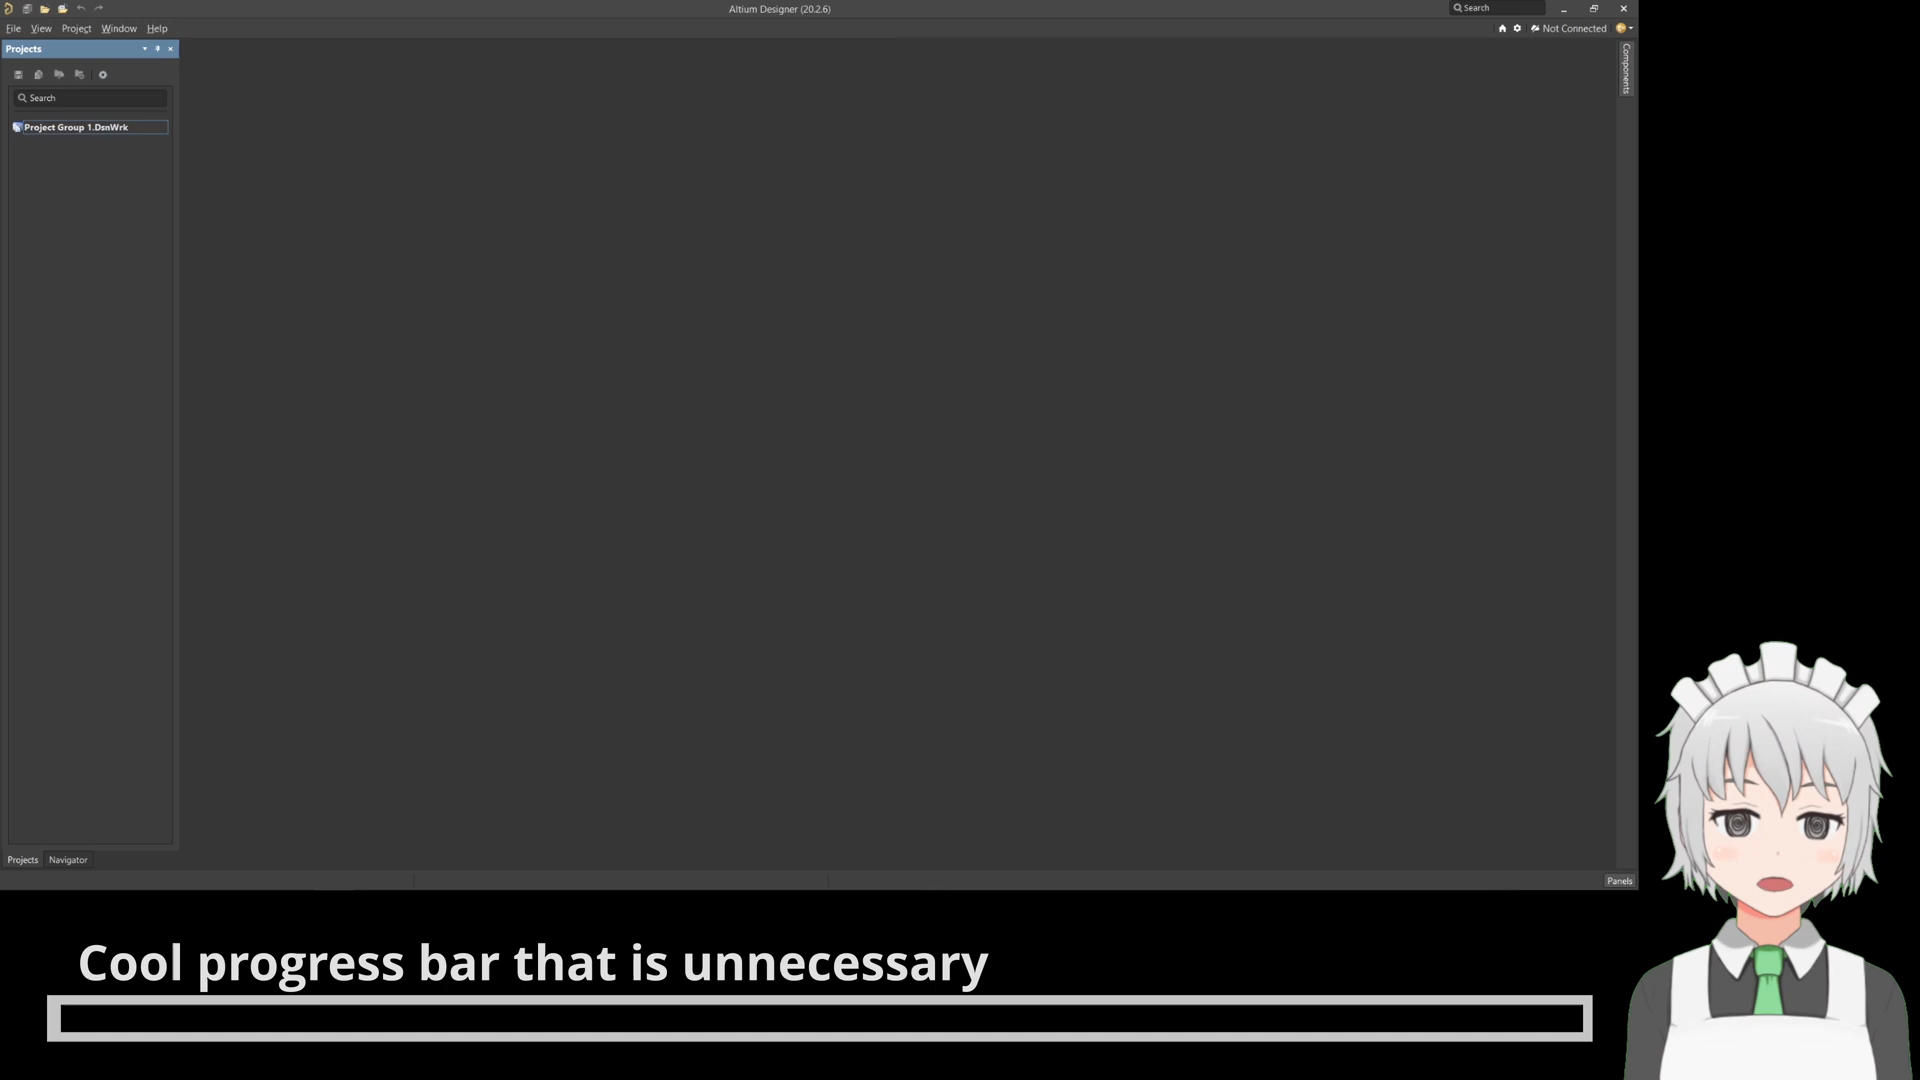 Altium Designer (20.2.6)
Search
File View Project Window Help
Not Connected
Projects
Components
Search
Project Group 1.DsnWrk
Projects Navigator
Panels
Cool progress bar that is unnecessary